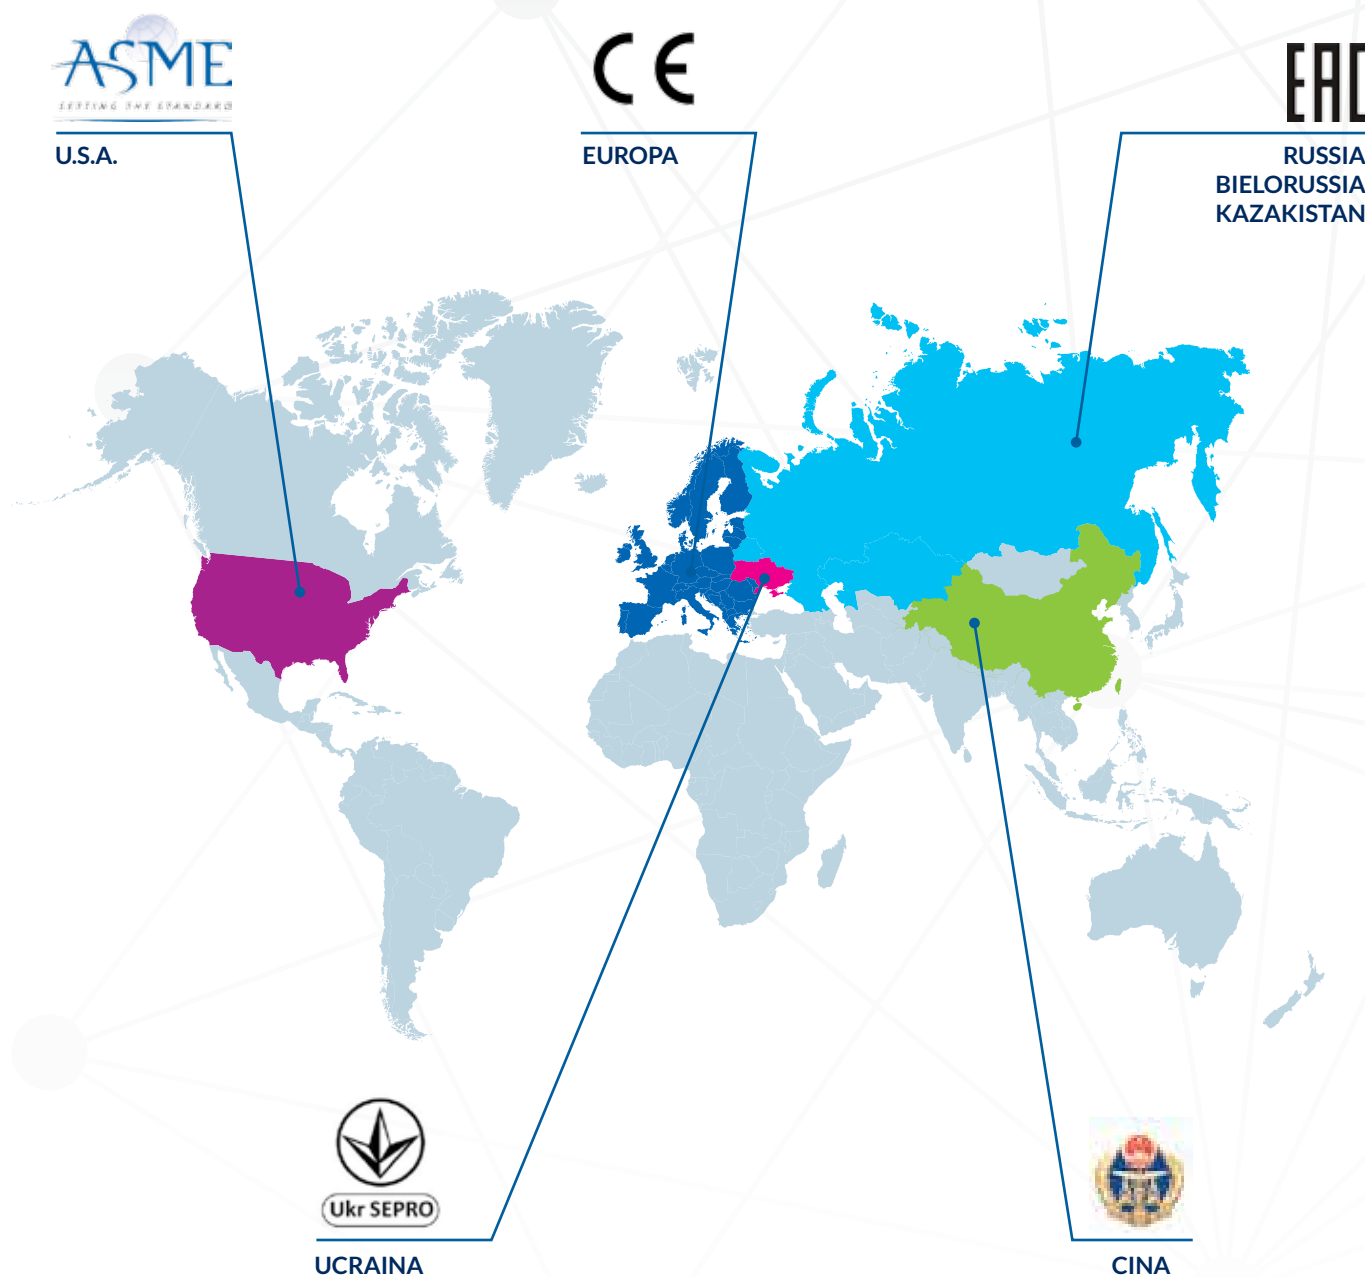 ASME
SETTING THE STANDARD
U.S.A.
CE
EUROPA
EAC
RUSSIA
BIELORUSSIA
KAZAKISTAN
Ukr SEPRO
UCRAINA
CINA